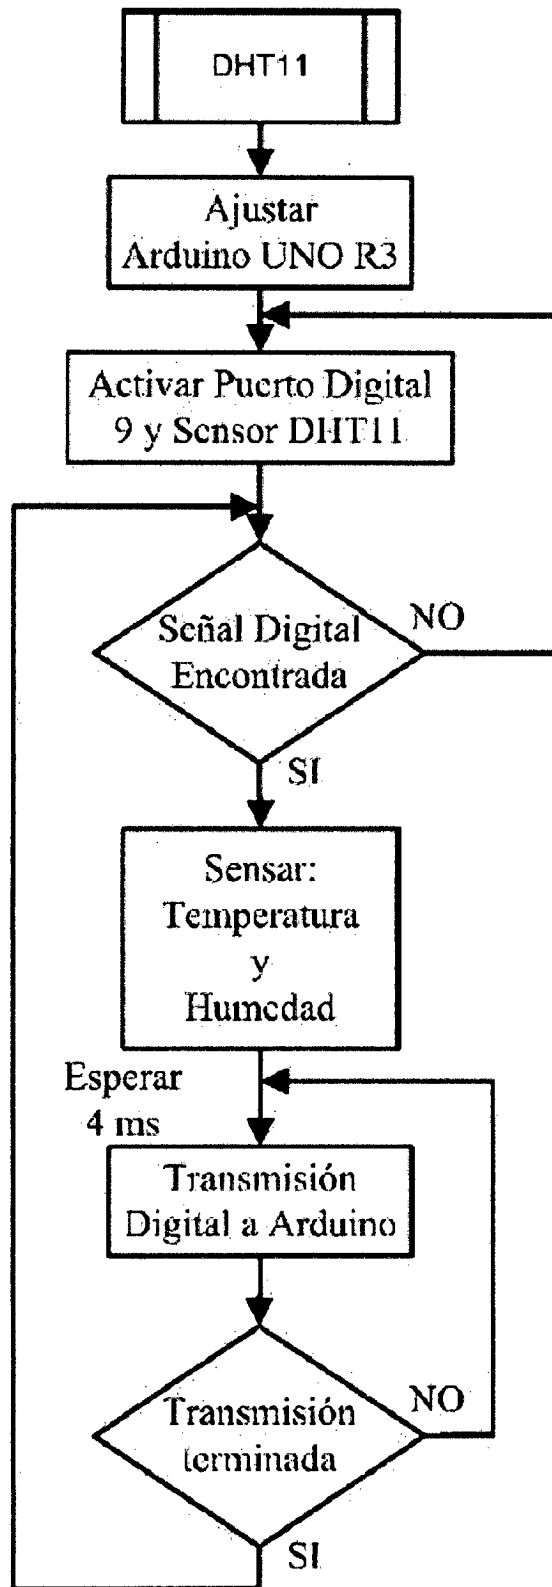 DHT11
Ajustar
Arduino UNO R3
Activar Puerto Digital
9 y Sensor DHT11
Señal Digital
Encontrada
NO
SI
Sensar:
Temperatura
y
Humedad
Esperar
4 ms
Transmisión
Digital a Arduino
Transmisión
terminada
NO
SI